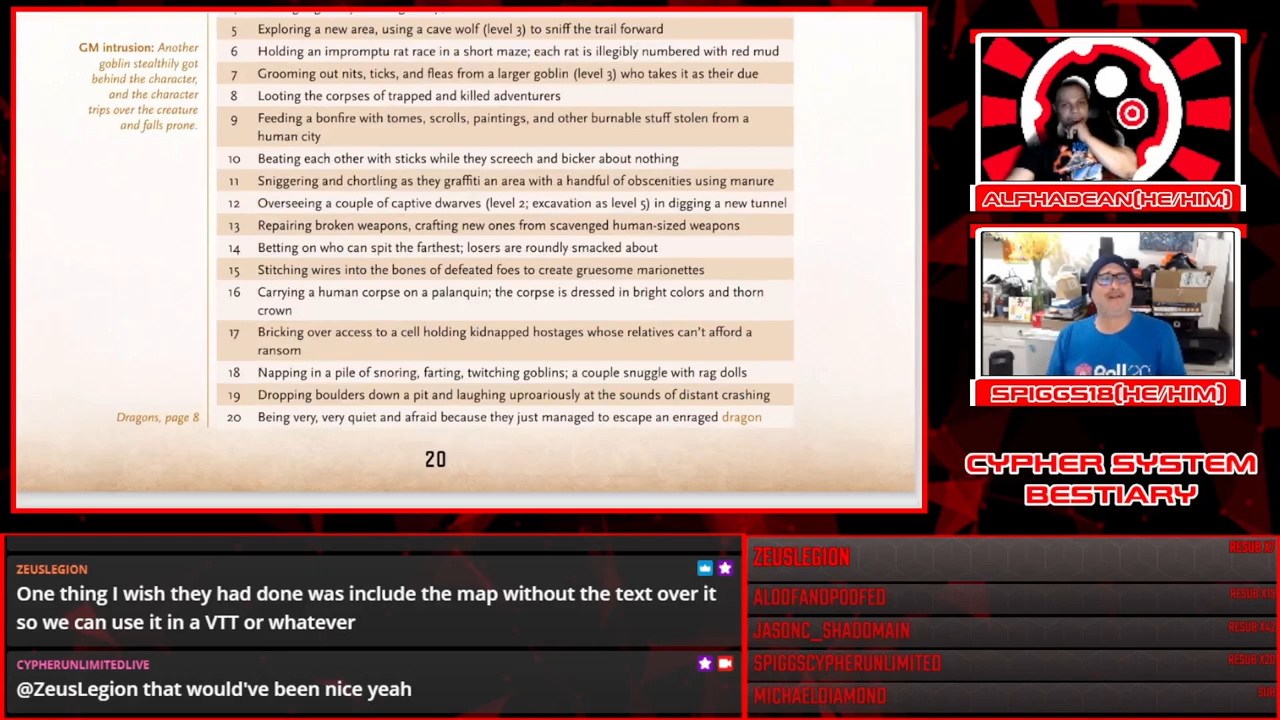 5 Exploring a new area, using a cave wolf (level 3) to sniff the trail forward
6 Holding an impromptu rat race in a short maze; each rat is illegibly numbered with red mud
7 Grooming out nits, ticks, and fleas from a larger goblin (level 3) who takes it as their due
8 Looting the corpses of trapped and killed adventurers
9 Feeding a bonfire with tomes, scrolls, paintings, and other burnable stuff stolen from a
human city
10 Beating each other with sticks while they screech and bicker about nothing
11 Sniggering and chortling as they graffiti an area with a handful of obscenities using manure
12 Overseeing a couple of captive dwarves (level 2; excavation as level 5) in digging a new tunnel
13 Repairing broken weapons, crafting new ones from scavenged human-sized weapons
14 Betting on who can spit the farthest; losers are roundly smacked about
15 Stitching wires into the bones of defeated foes to create gruesome marionettes
16 Carrying a human corpse on a palanquin; the corpse is dressed in bright colors and thorn
crown
17 Bricking over access to a cell holding kidnapped hostages whose relatives can't afford a
ransom
18 Napping in a pile of snoring, farting, twitching goblins; a couple snuggle with rag dolls
19 Dropping boulders down a pit and laughing uproariously at the sounds of distant crashing
20 Being very, very quiet and afraid because they just managed to escape an enraged dragon
GM intrusion: Another
goblin stealthily got
behind the character,
and the character
trips over the creature
and falls prone.
Dragons, page 8
20
ALPHADEAN(HE/HIM)
SPIGGS18(HE/HIM)
CYPHER SYSTEM
BESTIARY
ZEUSLEGION
One thing I wish they had done was include the map without the text over it
so we can use it in a VTT or whatever
CYPHERUNLIMITEDLIVE
@ZeusLegion that would've been nice yeah
ZEUSLEGION RESUB X7
ALOOFANDPOOFED
JASONC_SHADOMAIN
SPIGGSCYPHERUNLIMITED
MICHAELDIAMOND SUB